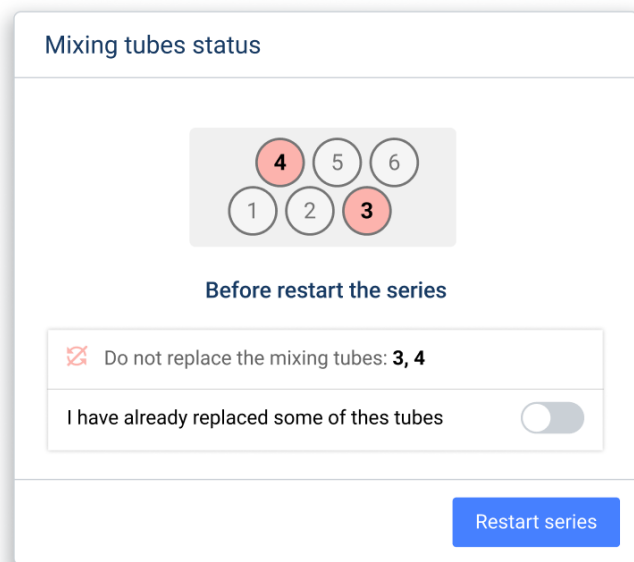 Mixing tubes status
4 5 6
1 2 3
Before restart the series
Do not replace the mixing tubes: 3, 4
I have already replaced some of thes tubes
Restart series